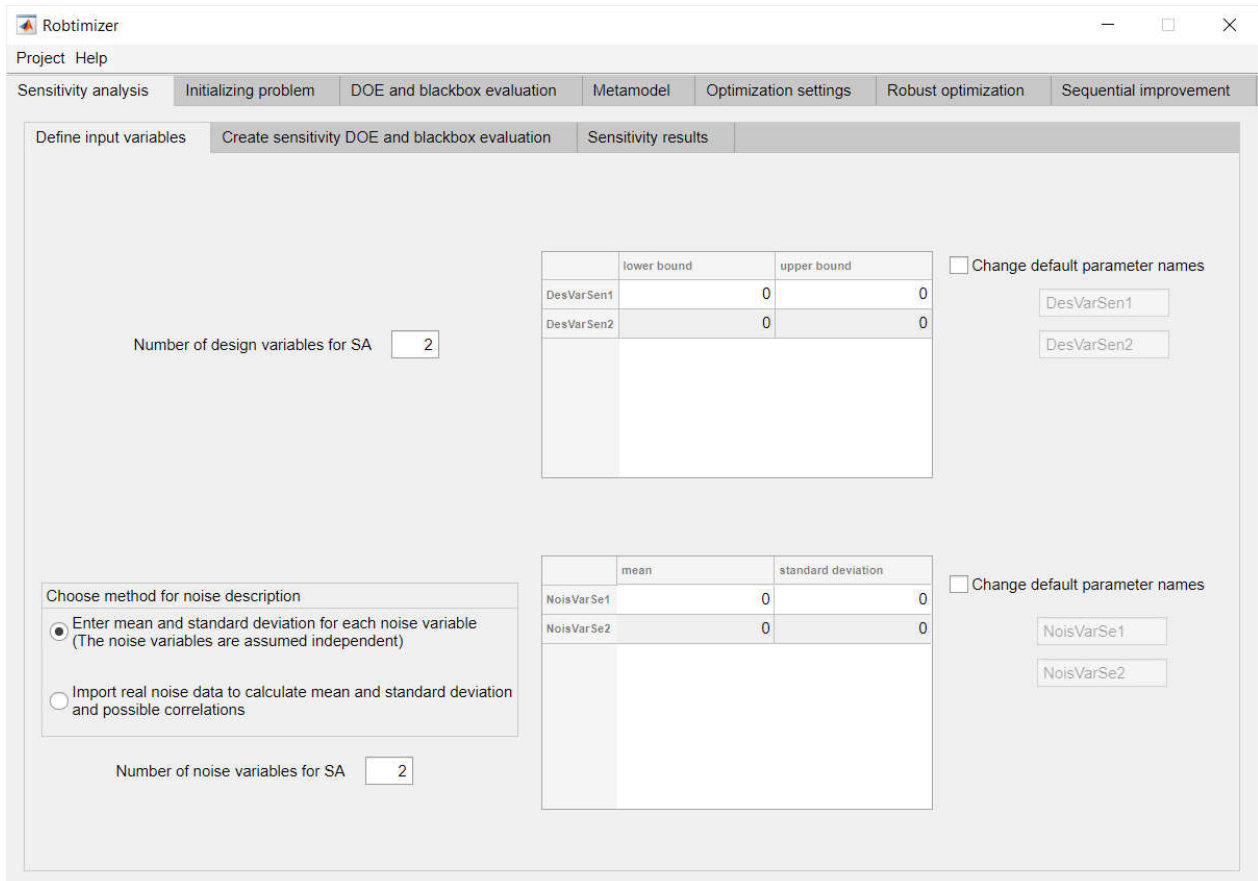 Robtimizer
Project Help
Sensitivity analysis Initializing problem DOE and blackbox evaluation Metamodel Optimization settings Robust optimization Sequential improvement
Define input variables Create sensitivity DOE and blackbox evaluation Sensitivity results
lower bound upper bound
DesVarSen1 0 0
DesVarSen2 0 0
Number of design variables for SA 2
Change default parameter names
DesVarSen1
DesVarSen2
Choose method for noise description
Enter mean and standard deviation for each noise variable
(The noise variables are assumed independent)
Import real noise data to calculate mean and standard deviation
and possible correlations
Number of noise variables for SA 2
mean standard deviation
NoisVarSe1 0 0
NoisVarSe2 0 0
Change default parameter names
NoisVarSe1
NoisVarSe2